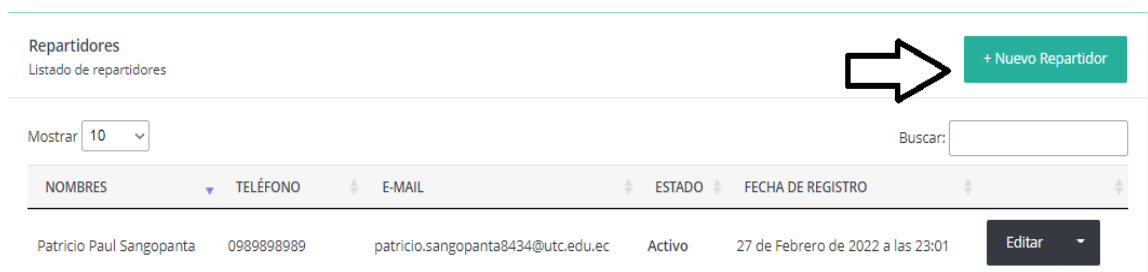 Repartidores
Listado de repartidores
+ Nuevo Repartidor
Mostrar 10
Buscar:
NOMBRES TELÉFONO E-MAIL ESTADO FECHA DE REGISTRO
Patricio Paul Sangopanta 0989898989 patricio.sangopanta8434@utc.edu.ec Activo 27 de Febrero de 2022 a las 23:01 Editar